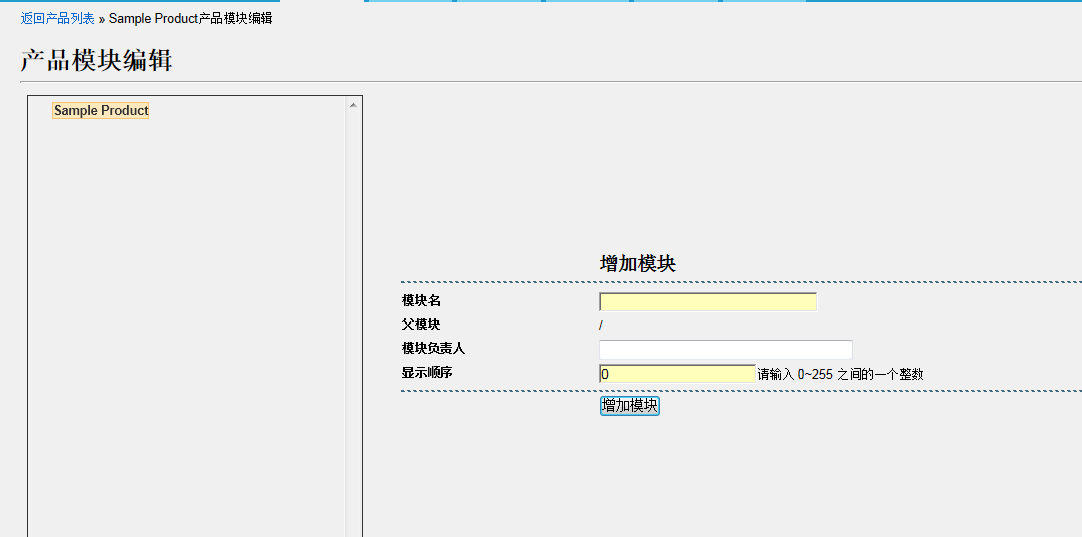 返回产品列表 » Sample Product产品模块编辑
产品模块编辑
Sample Product
增加模块
模块名
父模块 /
模块负责人
显示顺序 0 请输入 0~255 之间的一个整数
增加模块